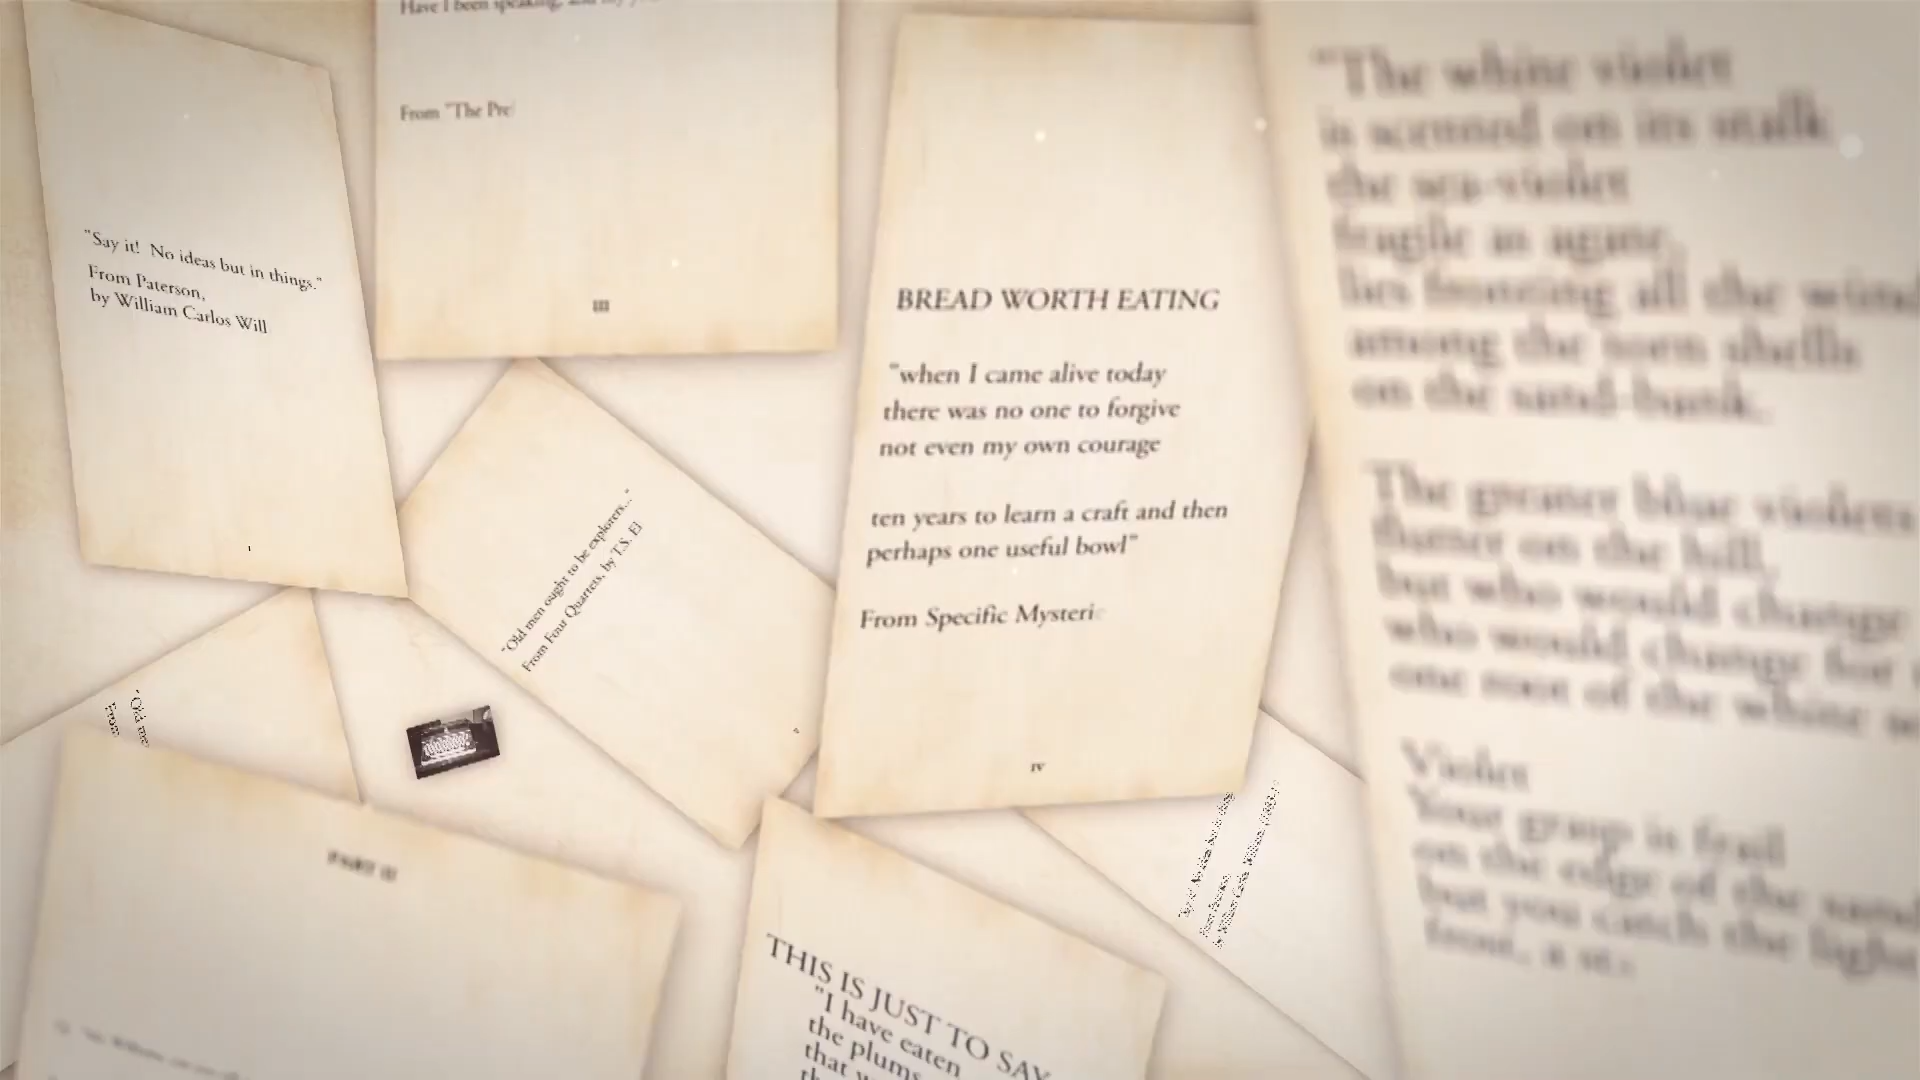 "Say it! No ideas but in things."
From Paterson,
by William Carlos Will
I
Have I been speaking, and my
From "The Pre
III
"Old men ought to be explorers..."
From Four Quartets, by T.S. El
V
BREAD WORTH EATING
"when I came alive today
there was no one to forgive
not even my own courage
ten years to learn a craft and then
perhaps one useful bowl"
From Specific Mysteri
IV
"The white violet
is scented on its stalk
the sea-violet
fragile as agate,
lies fronting all the wind
among the torn shells
on the sand-bank.
The greater blue violets
flutter on the hill,
but who would change
who would change for
one root of the white
Violet
Your grasp is frail
on the edge of the sand
but you catch the light
frost, a st
"Old me
From
PART II
THIS IS JUST TO SAY
"I have eaten
the plums
that w